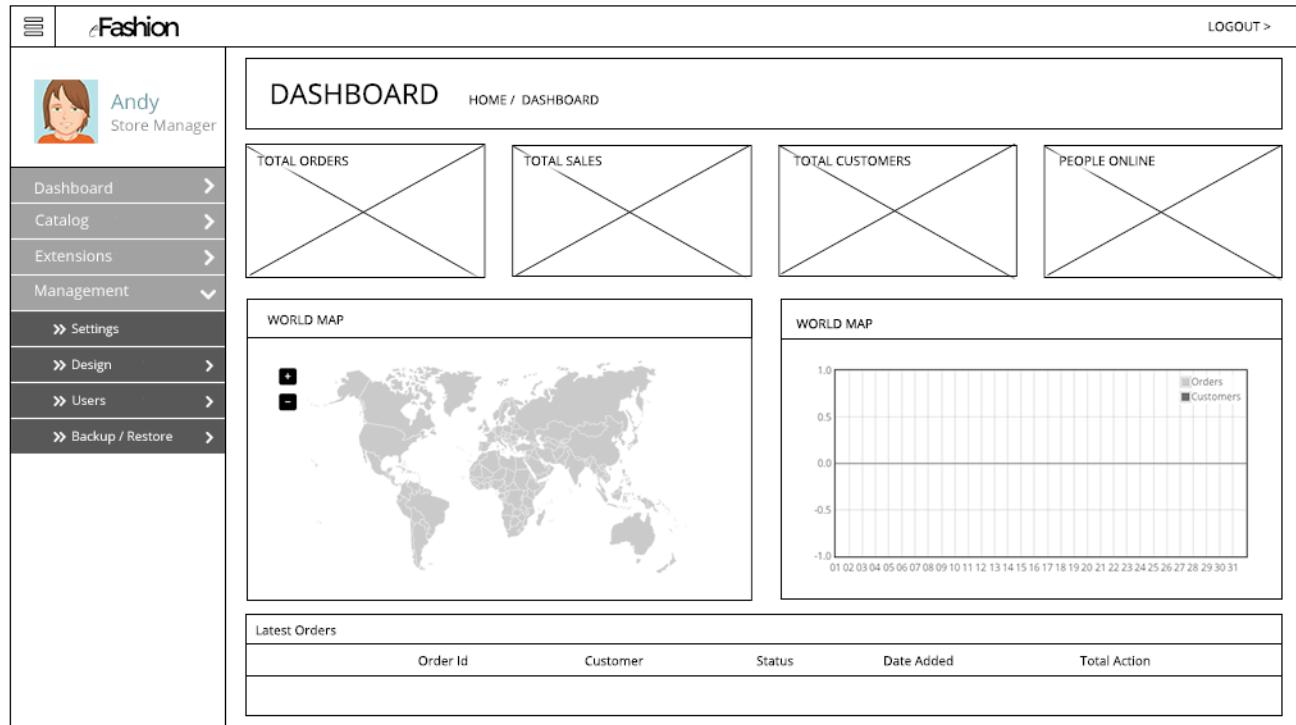 eFashion
LOGOUT >
Andy
Store Manager
Dashboard
Catalog
Extensions
Management
Settings
Design
Users
Backup / Restore
DASHBOARD HOME / DASHBOARD
TOTAL ORDERS
TOTAL SALES
TOTAL CUSTOMERS
PEOPLE ONLINE
WORLD MAP
+
-
WORLD MAP
Orders
Customers
1.0
0.5
0.0
-0.5
-1.0
01 02 03 04 05 06 07 08 09 10 11 12 13 14 15 16 17 18 19 20 21 22 23 24 25 26 27 28 29 30 31
Latest Orders
Order Id Customer Status Date Added Total Action